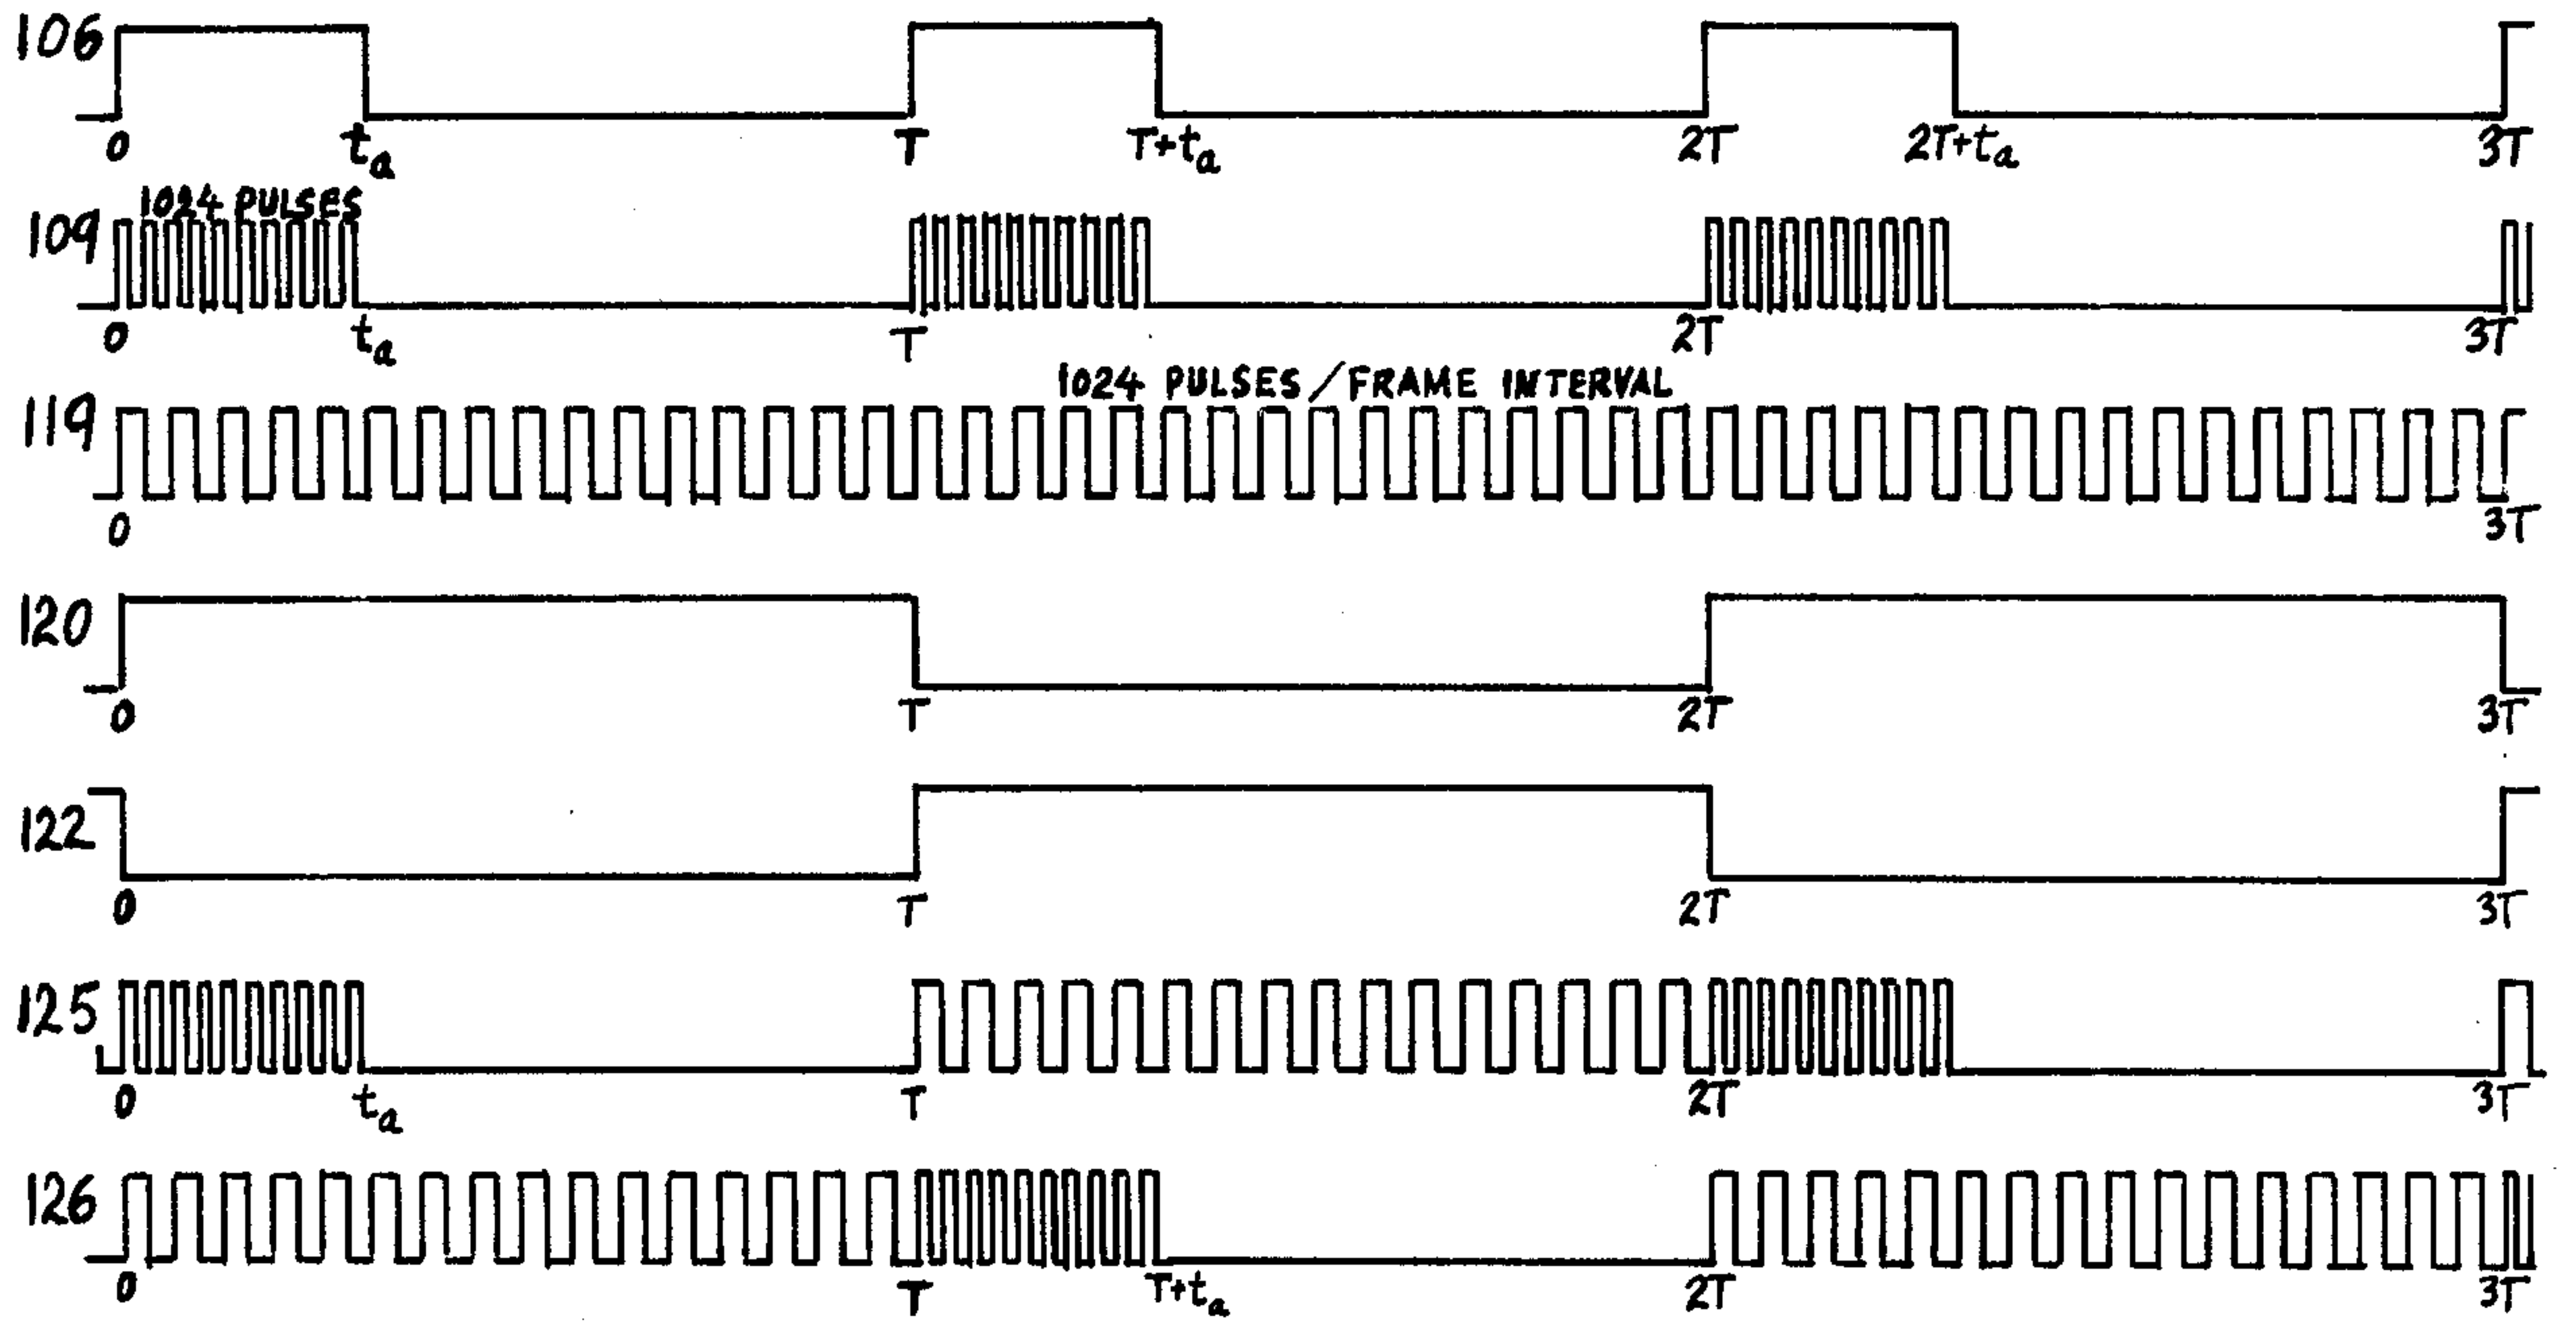 106
0 ta T T+ta 2T 2T+ta 3T
1024 PULSES
109
0 ta T 2T 3T
1024 PULSES/FRAME INTERVAL
119
0 3T
120
0 T 2T 3T
122
0 T 2T 3T
125
0 ta T 2T 3T
126
0 T T+ta 2T 3T